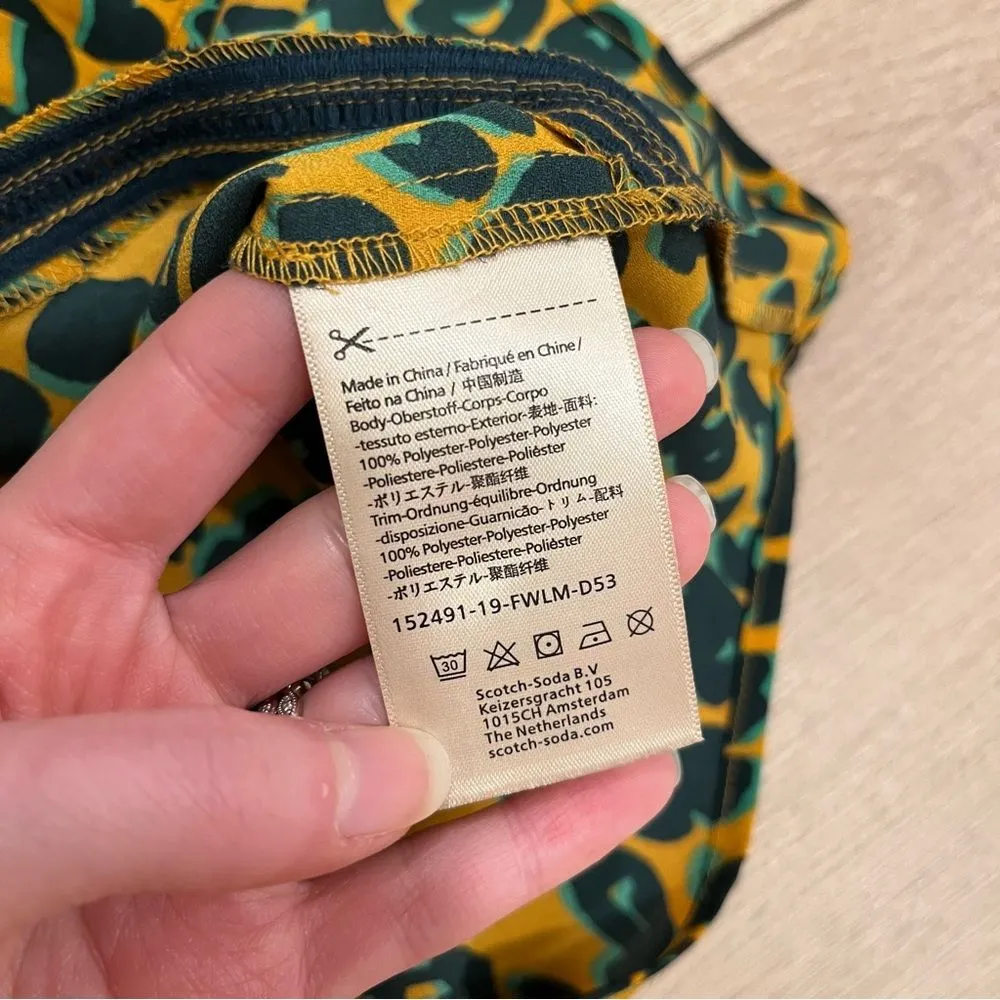 Made in China / Fabriqué en Chine /
Feito na China / 中国制造
Body-Oberstoff-Corps-Corpo
-tessuto esterno-Exterior-表地-面料:
100% Polyester-Polyester-Polyester
-Poliestere-Poliestere-Poliéster
-ポリエステル-聚酯纤维
Trim-Ordnung-équilibre-Ordnung
-disposizione-Guarnicão-トリム-配料
100% Polyester-Polyester-Polyester
-Poliestere-Poliestere-Poliéster
-ポリエステル-聚酯纤维
152491-19-FWLM-D53
30
Scotch-Soda B.V
Keizersgracht 105
1015CH Amsterdam
The Netherlands
scotch-soda.com